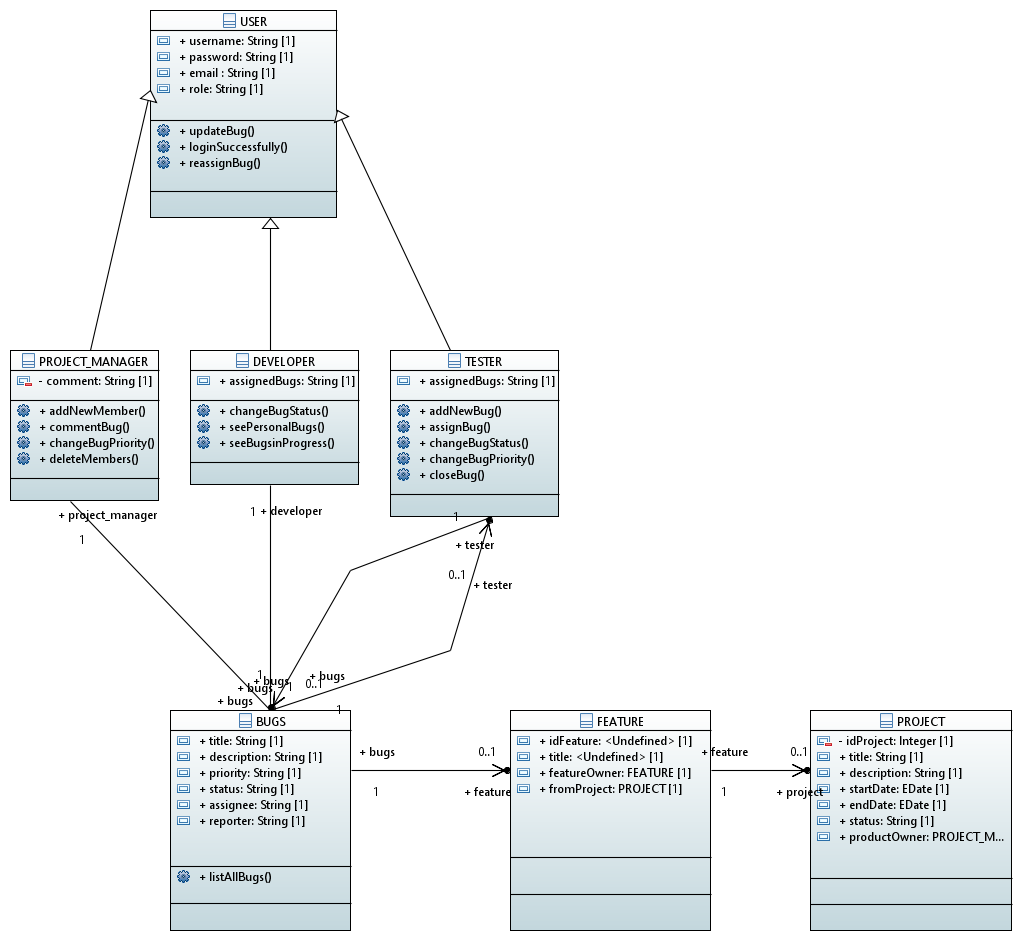 USER
+ username: String [1]
+ password: String [1]
+ email : String [1]
+ role: String [1]
+ updateBug()
+ loginSuccessfully()
+ reassignBug()
PROJECT_MANAGER
- comment: String [1]
+ addNewMember()
+ commentBug()
+ changeBugPriority()
+ deleteMembers()
DEVELOPER
+ assignedBugs: String [1]
+ changeBugStatus()
+ seePersonalBugs()
+ seeBugsinProgress()
TESTER
+ assignedBugs: String [1]
+ addNewBug()
+ assignBug()
+ changeBugStatus()
+ changeBugPriority()
+ closeBug()
+ project_manager
1
1 + developer
1
+ tester
0..1
+ tester
1
+ bugs
+ bugs
+ bugs
1
0..1
+ bugs
1
BUGS
+ title: String [1]
+ description: String [1]
+ priority: String [1]
+ status: String [1]
+ assignee: String [1]
+ reporter: String [1]
+ listAllBugs()
+ bugs
1
0..1
+ feature
FEATURE
+ idFeature: <Undefined> [1]
+ title: <Undefined> [1]
+ featureOwner: FEATURE [1]
+ fromProject: PROJECT [1]
+ feature
1
0..1
+ project
PROJECT
- idProject: Integer [1]
+ title: String [1]
+ description: String [1]
+ startDate: EDate [1]
+ endDate: EDate [1]
+ status: String [1]
+ productOwner: PROJECT_M...